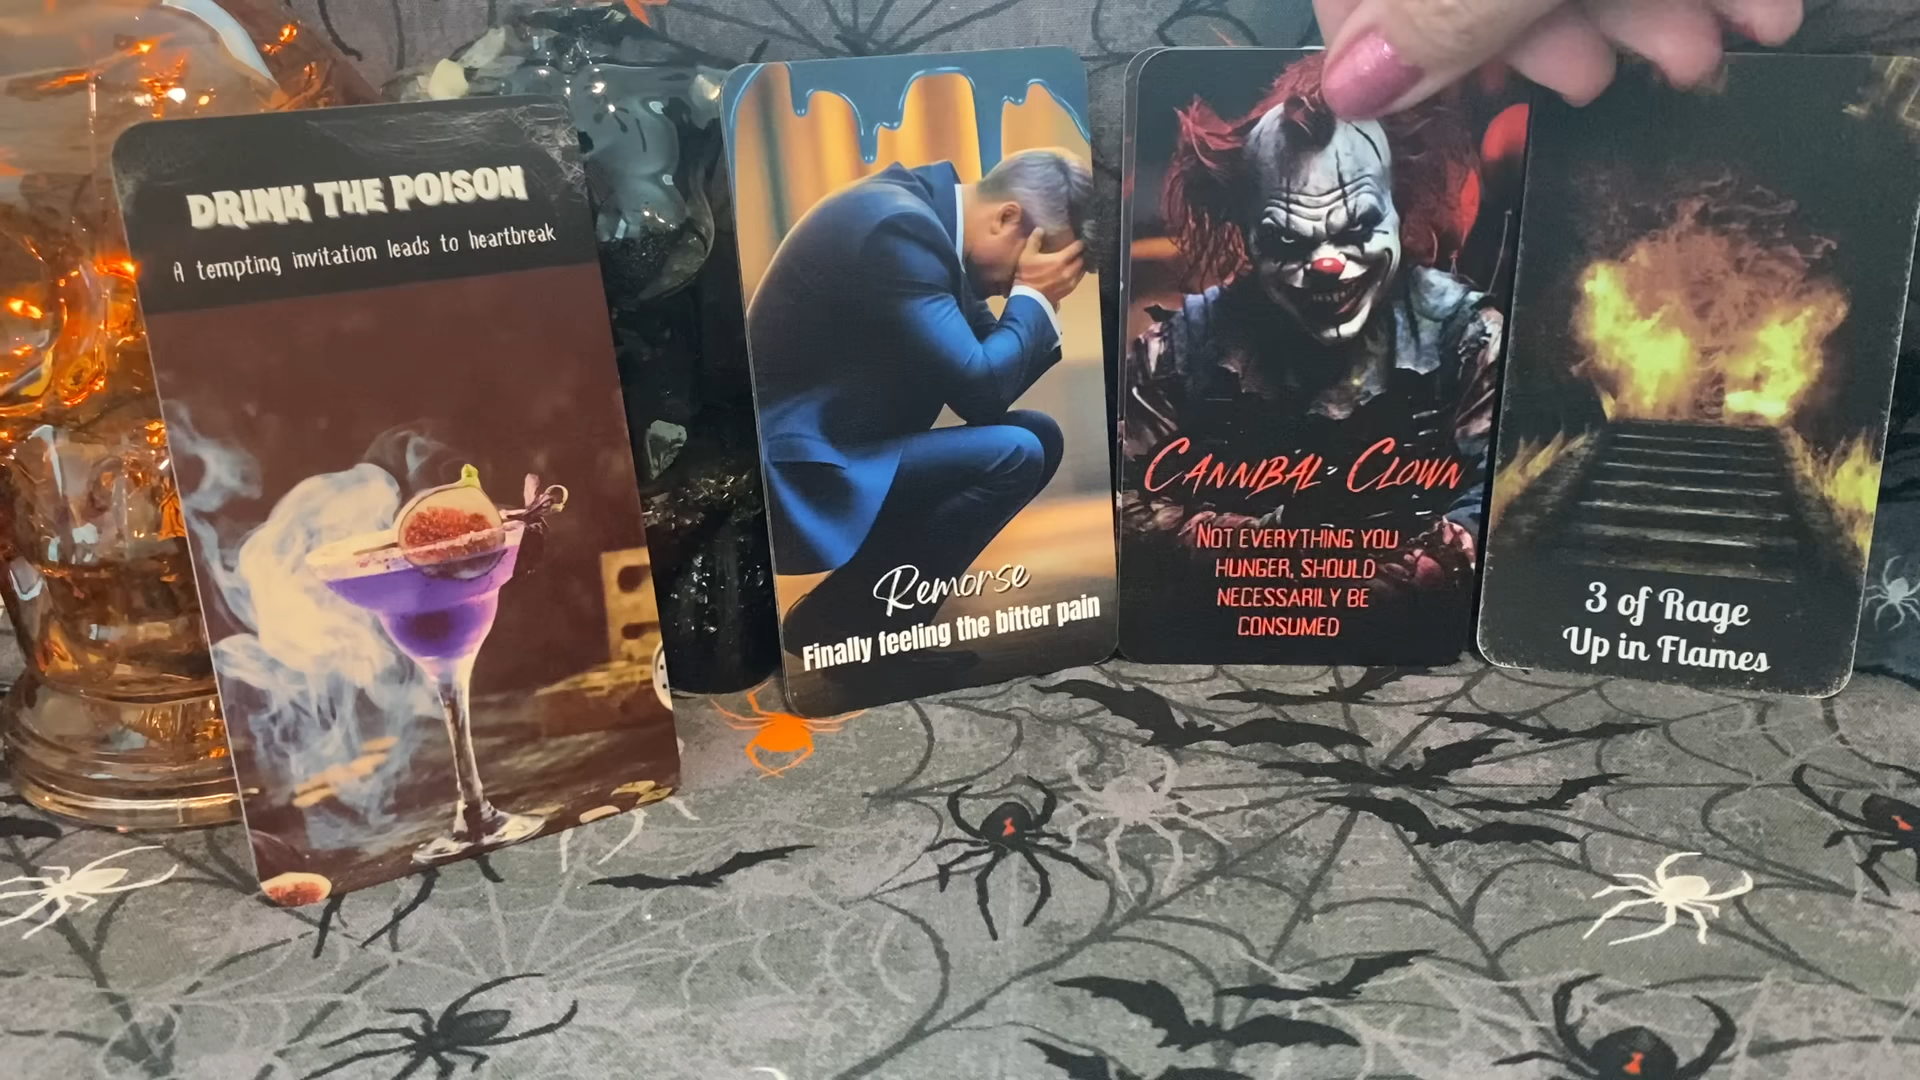 DRINK THE POISON
A tempting invitation leads to heartbreak
Remorse
Finally feeling the bitter pain
CANNIBAL CLOWN
NOT EVERYTHING YOU
HUNGER, SHOULD
NECESSARILY BE
CONSUMED
3 of Rage
Up in Flames